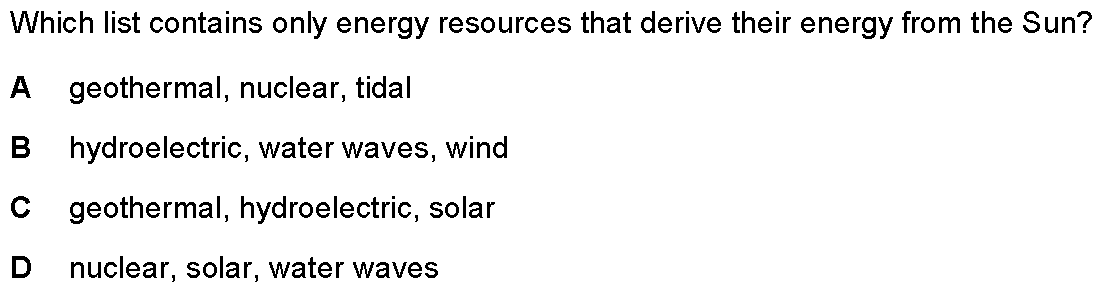 Which list contains only energy resources that derive their energy from the Sun?
A geothermal, nuclear, tidal
B hydroelectric, water waves, wind
C geothermal, hydroelectric, solar
D nuclear, solar, water waves